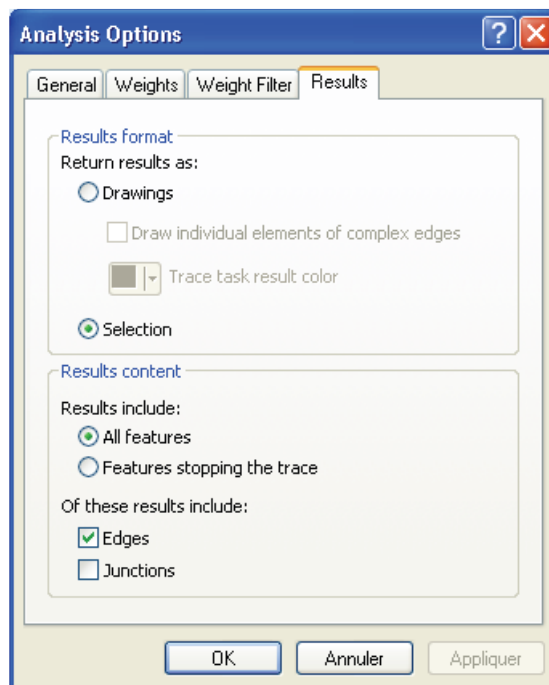 Analysis Options
General Weights Weight Filter Results
Results format
Return results as:
Drawings
Draw individual elements of complex edges
Trace task result color
Selection
Results content
Results include:
All features
Features stopping the trace
Of these results include:
Edges
Junctions
OK Annuler Appliquer